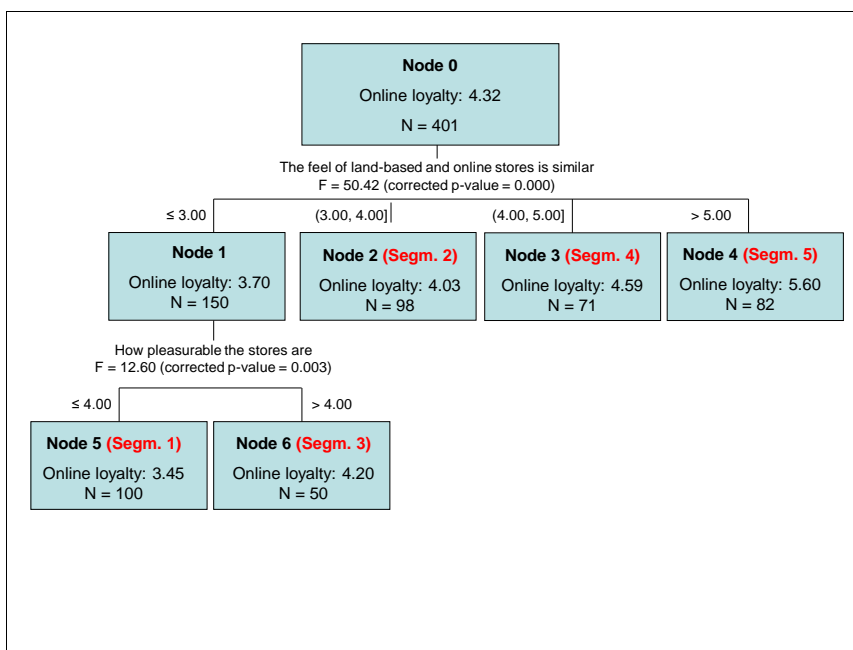 Node 0
Online loyalty: 4.32
N = 401
The feel of land-based and online stores is similar
F = 50.42 (corrected p-value = 0.000)
≤ 3.00
(3.00, 4.00]
(4.00, 5.00]
> 5.00
Node 1
Online loyalty: 3.70
N = 150
Node 2 (Segm. 2)
Online loyalty: 4.03
N = 98
Node 3 (Segm. 4)
Online loyalty: 4.59
N = 71
Node 4 (Segm. 5)
Online loyalty: 5.60
N = 82
How pleasurable the stores are
F = 12.60 (corrected p-value = 0.003)
≤ 4.00
> 4.00
Node 5 (Segm. 1)
Online loyalty: 3.45
N = 100
Node 6 (Segm. 3)
Online loyalty: 4.20
N = 50